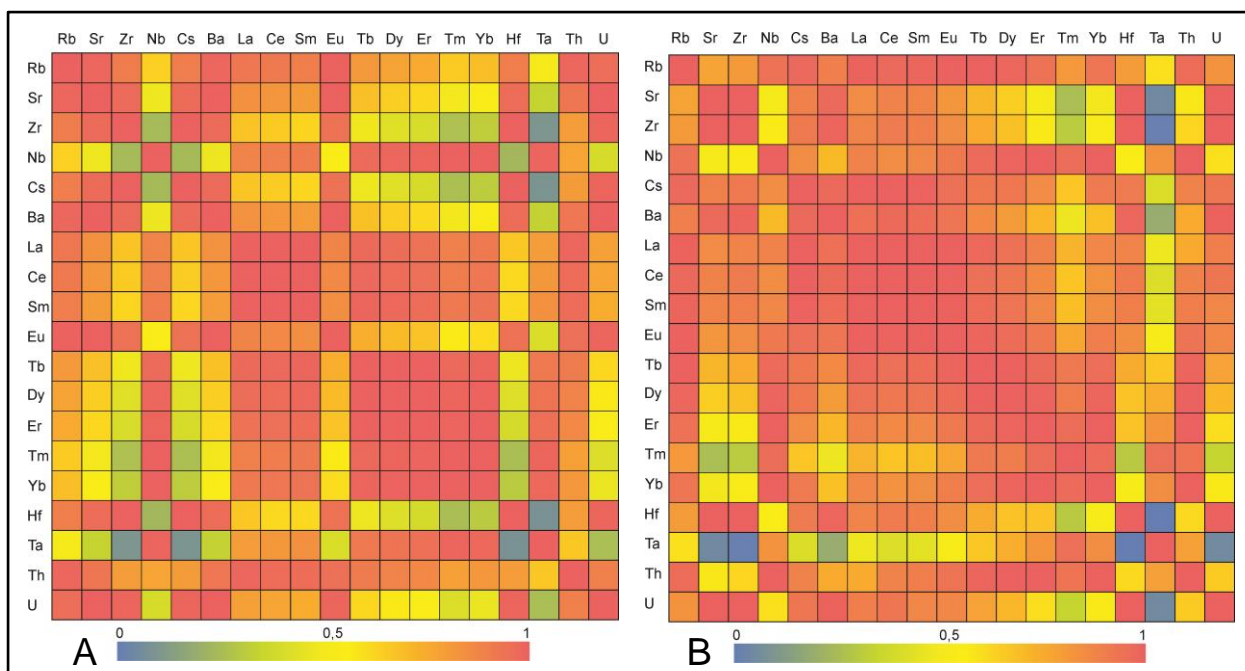 Rb Sr Zr Nb Cs Ba La Ce Sm Eu Tb Dy Er Tm Yb Hf Ta Th U
Rb
Sr
Zr
Nb
Cs
Ba
La
Ce
Sm
Eu
Tb
Dy
Er
Tm
Yb
Hf
Ta
Th
U
0 0,5 1
A
Rb Sr Zr Nb Cs Ba La Ce Sm Eu Tb Dy Er Tm Yb Hf Ta Th U
Rb
Sr
Zr
Nb
Cs
Ba
La
Ce
Sm
Eu
Tb
Dy
Er
Tm
Yb
Hf
Ta
Th
U
0 0,5 1
B